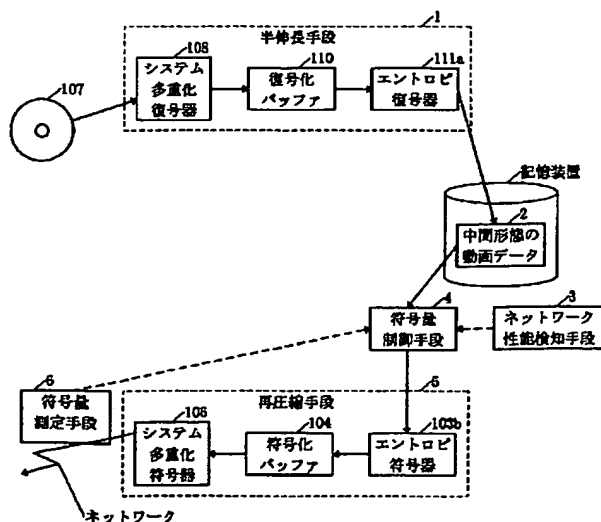 1
半伸長手段
107
108
システム
多重化
復号器
110
復号化
バッファ
111a
エントロピ
復号器
記憶装置
2
中間形態の
動画データ
4
符号量
制御手段
3
ネットワーク
性能検知手段
6
符号量
測定手段
5
再圧縮手段
106
システム
多重化
符号器
104
符号化
バッファ
103b
エントロピ
符号器
ネットワーク